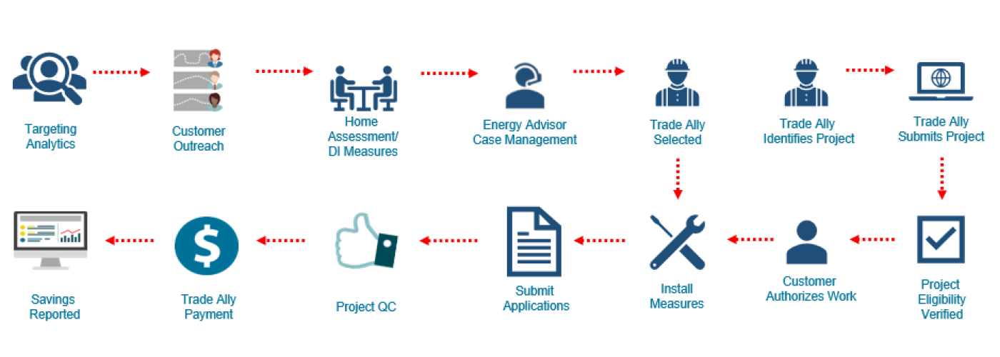 Targeting
Analytics
Customer
Outreach
Home
Assessment/
DI Measures
Energy Advisor
Case Management
Trade Ally
Selected
Trade Ally
Identifies Project
Trade Ally
Submits Project
Savings
Reported
Trade Ally
Payment
Project QC
Submit
Applications
Install
Measures
Customer
Authorizes Work
Project
Eligibility
Verified